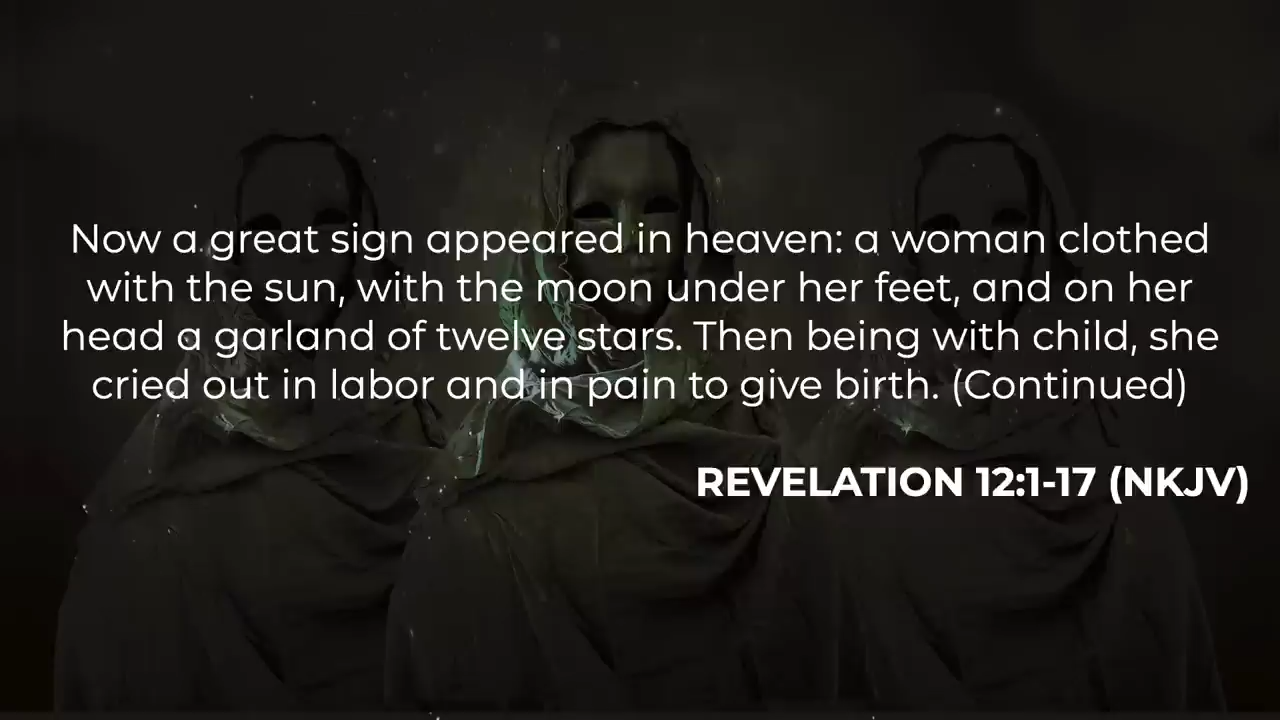 Now a great sign appeared in heaven: a woman clothed
with the sun, with the moon under her feet, and on her
head a garland of twelve stars. Then being with child, she
cried out in labor and in pain to give birth. (Continued)
REVELATION 12:1-17 (NKJV)